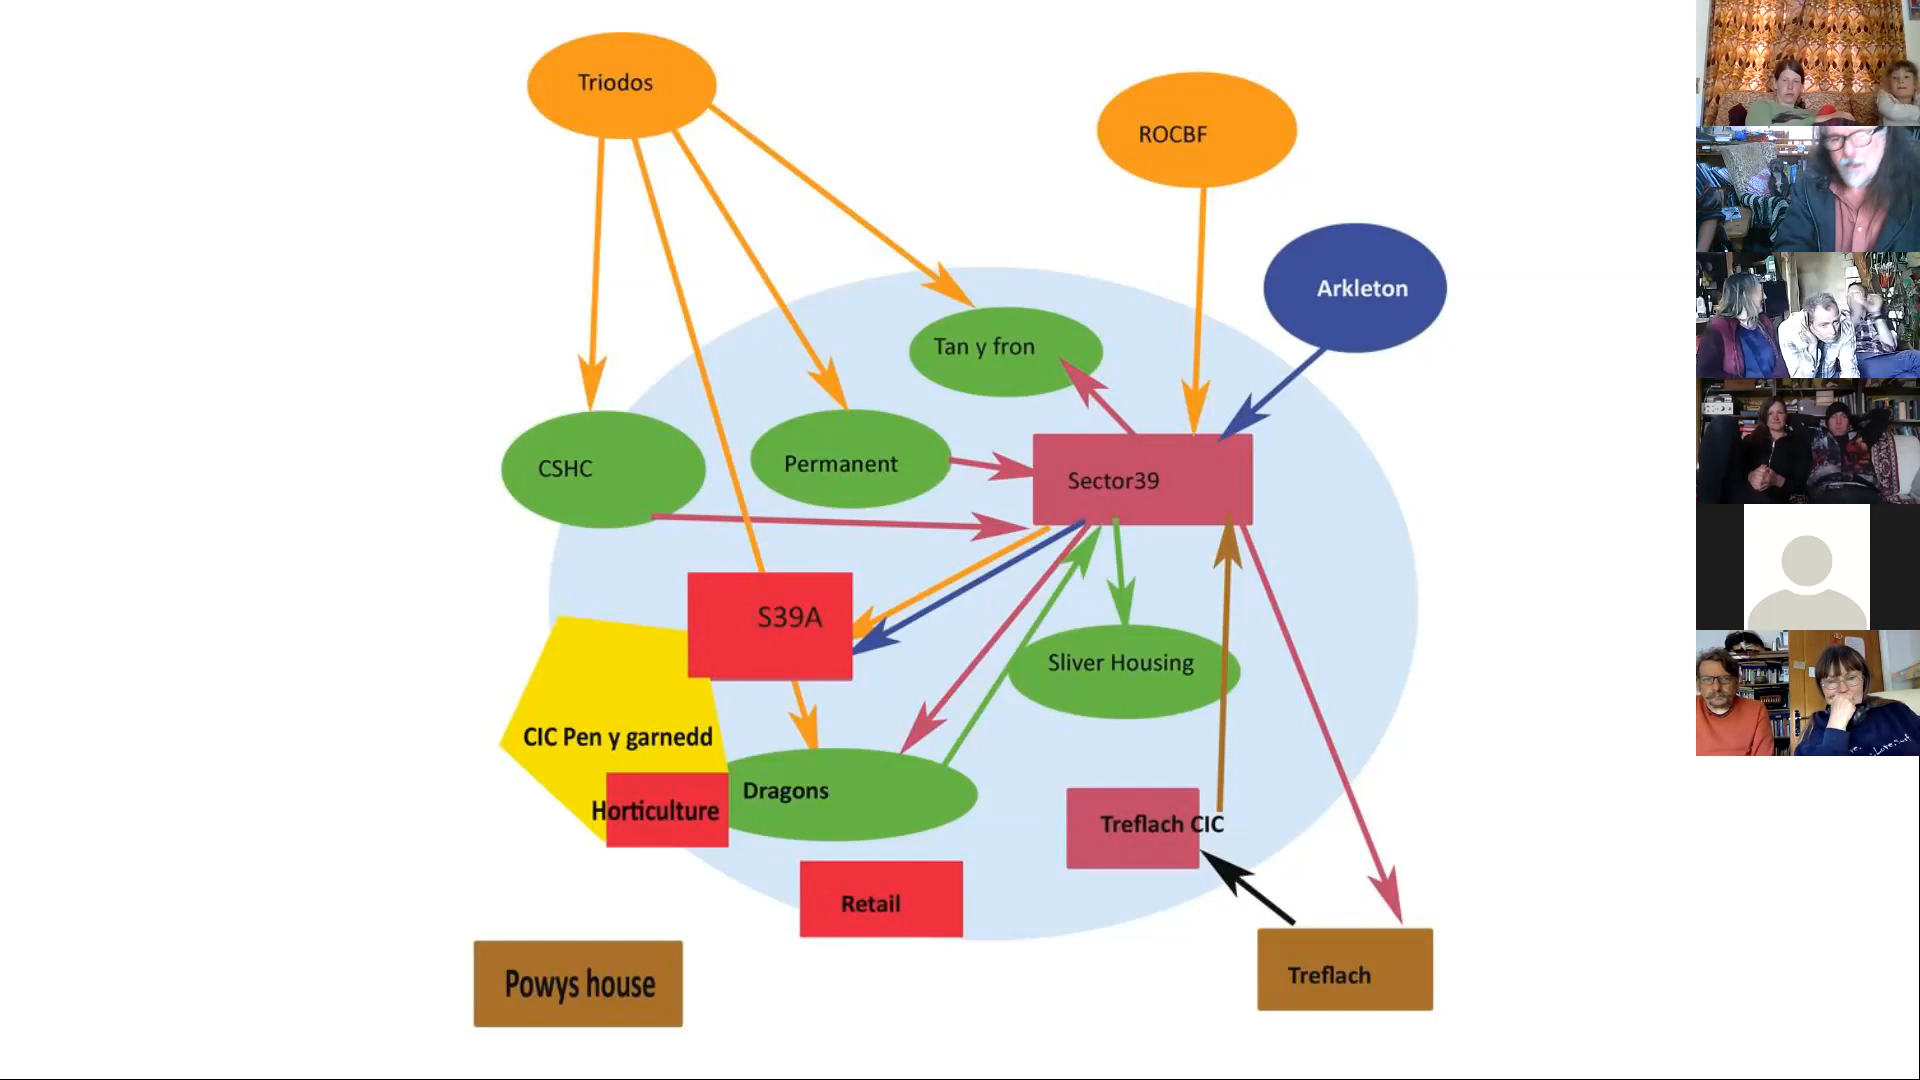 Triodos
ROCBF
Arkleton
Tan y fron
CSHC
Permanent
Sector39
S39A
Sliver Housing
CIC Pen y garnedd
Horticulture
Dragons
Treflach CIC
Retail
Powys house
Treflach